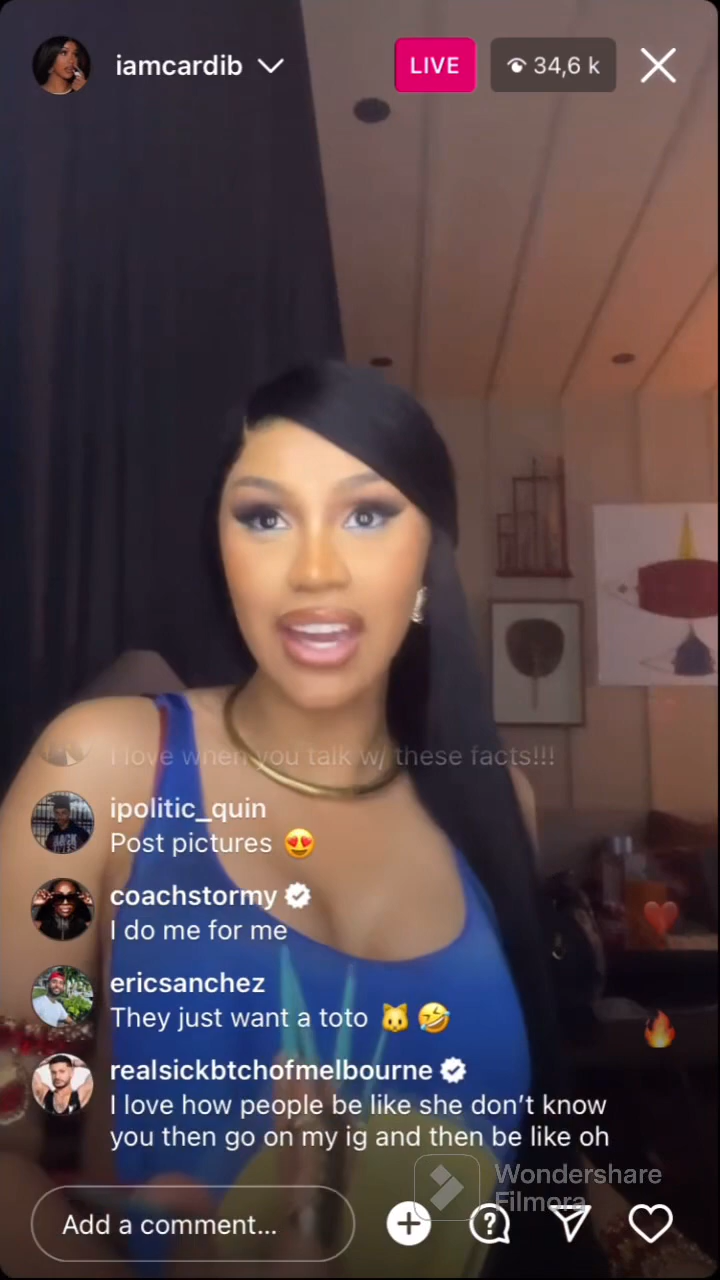 iamcardib
LIVE
34,6 k
I love when you talk w/ these facts!!!
ipolitic_quin
Post pictures 😍
coachstormy
I do me for me
ericsanchez
They just want a toto 🐱 🤣
realsickbtchofmelbourne
I love how people be like she don't know
you then go on my ig and then be like oh
Wondershare
Filmora
Add a comment...